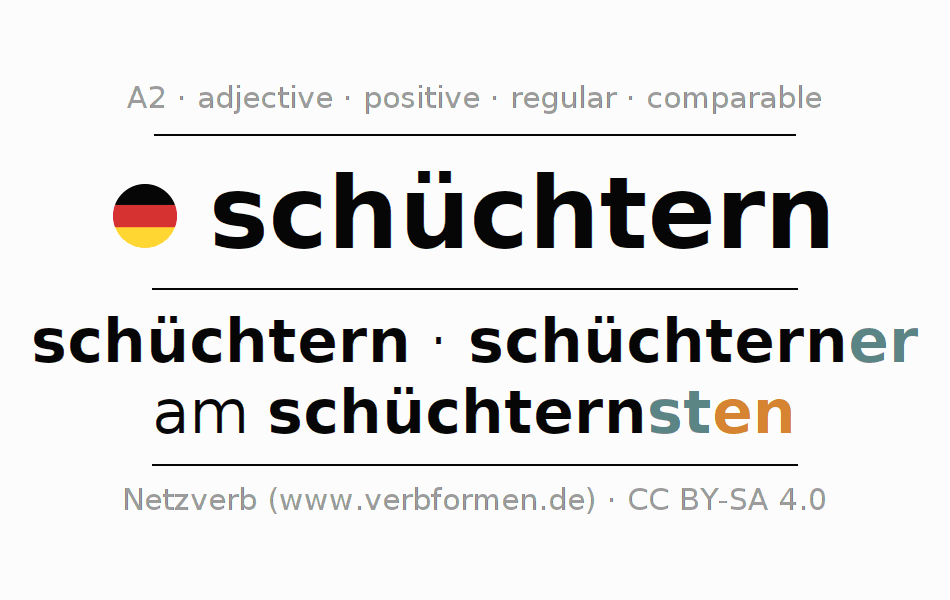 A2 · adjective · positive · regular · comparable
schüchtern
schüchtern · schüchterner
am schüchternsten
Netzverb (www.verbformen.de) · CC BY-SA 4.0